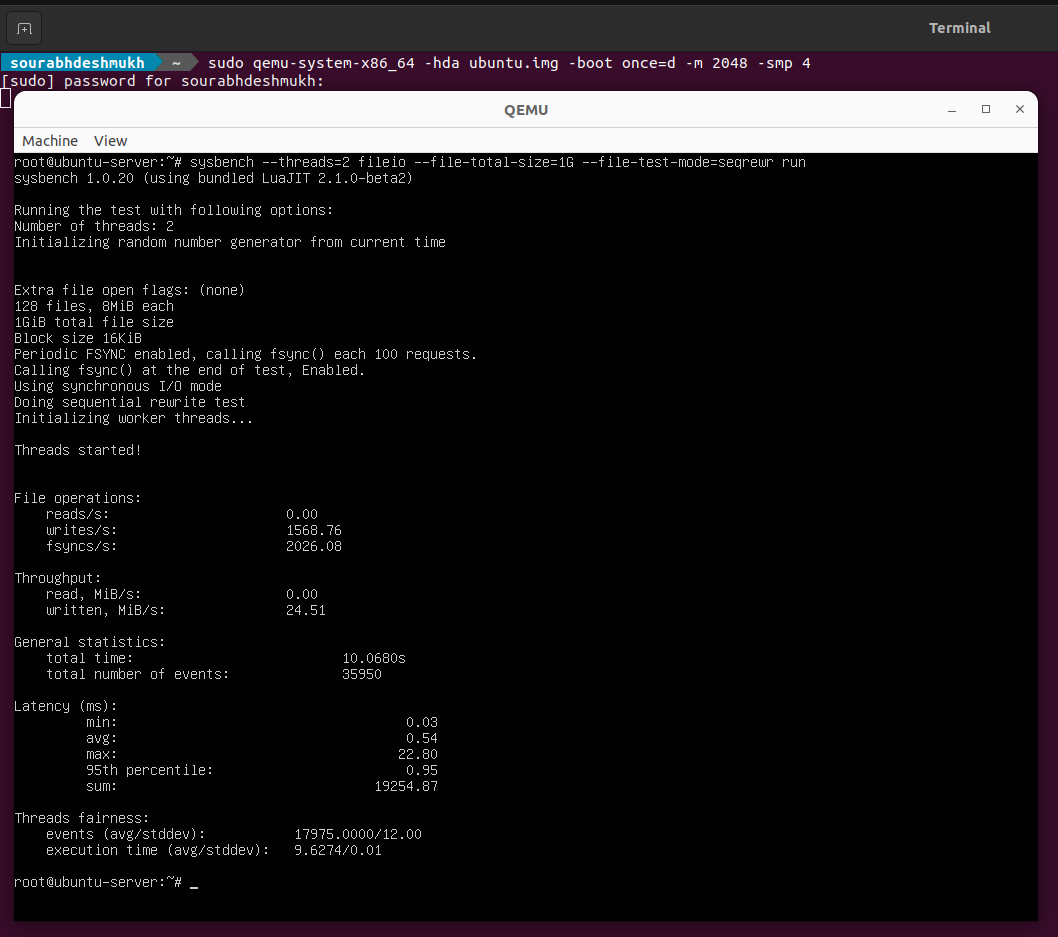 Terminal
sourabhdeshmukh ~ sudo qemu-system-x86_64 -hda ubuntu.img -boot once=d -m 2048 -smp 4
[sudo] password for sourabhdeshmukh:
QEMU
Machine View
root@ubuntu-server:~# sysbench --threads=2 fileio --file-total-size=1G --file-test-mode=seqrewr run
sysbench 1.0.20 (using bundled LuaJIT 2.1.0-beta2)
Running the test with following options:
Number of threads: 2
Initializing random number generator from current time
Extra file open flags: (none)
128 files, 8MiB each
1GiB total file size
Block size 16KiB
Periodic FSYNC enabled, calling fsync() each 100 requests.
Calling fsync() at the end of test, Enabled.
Using synchronous I/O mode
Doing sequential rewrite test
Initializing worker threads...
Threads started!
File operations:
reads/s: 0.00
writes/s: 1568.76
fsyncs/s: 2026.08
Throughput:
read, MiB/s: 0.00
written, MiB/s: 24.51
General statistics:
total time: 10.0680s
total number of events: 35950
Latency (ms):
min: 0.03
avg: 0.54
max: 22.80
95th percentile: 0.95
sum: 19254.87
Threads fairness:
events (avg/stddev): 17975.0000/12.00
execution time (avg/stddev): 9.6274/0.01
root@ubuntu-server:~# _